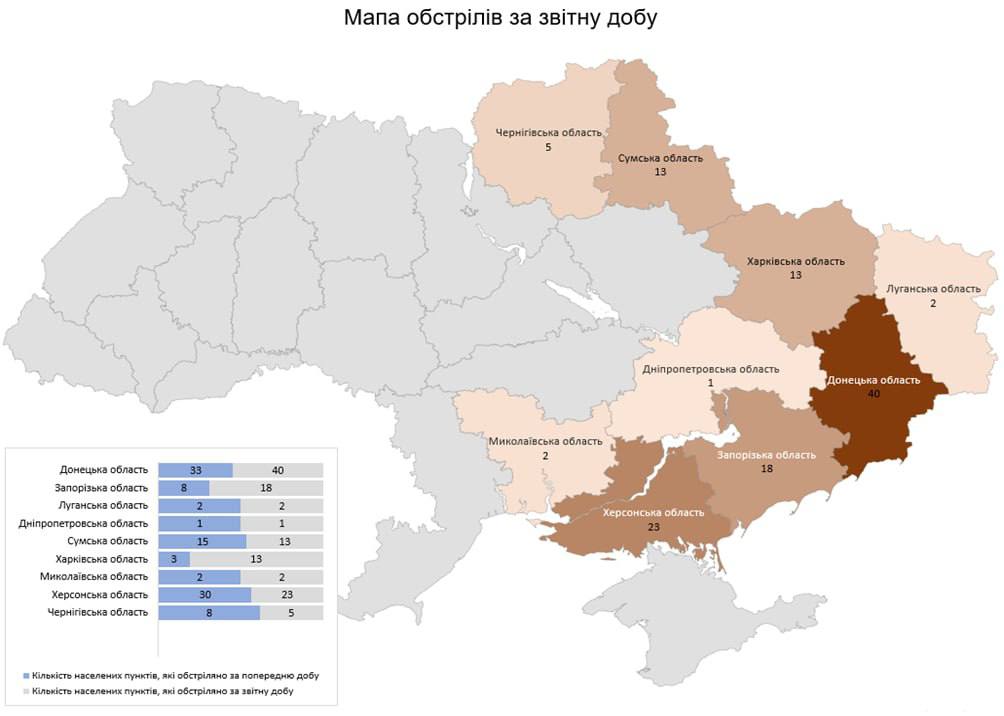 Мапа обстрілів за звітну добу
Чернігівська область
5
Сумська область
13
Харківська область
13
Луганська область
2
Дніпропетровська область
1
Донецька область
40
Миколаївська область
2
Запорізька область
18
Херсонська область
23
Донецька область 33 40
Запорізька область 8 18
Луганська область 2 2
Дніпропетровська область 1 1
Сумська область 15 13
Харківська область 3 13
Миколаївська область 2 2
Херсонська область 30 23
Чернігівська область 8 5
Кількість населених пунктів, які обстріляно за попередню добу
Кількість населених пунктів, які обстріляно за звітну добу